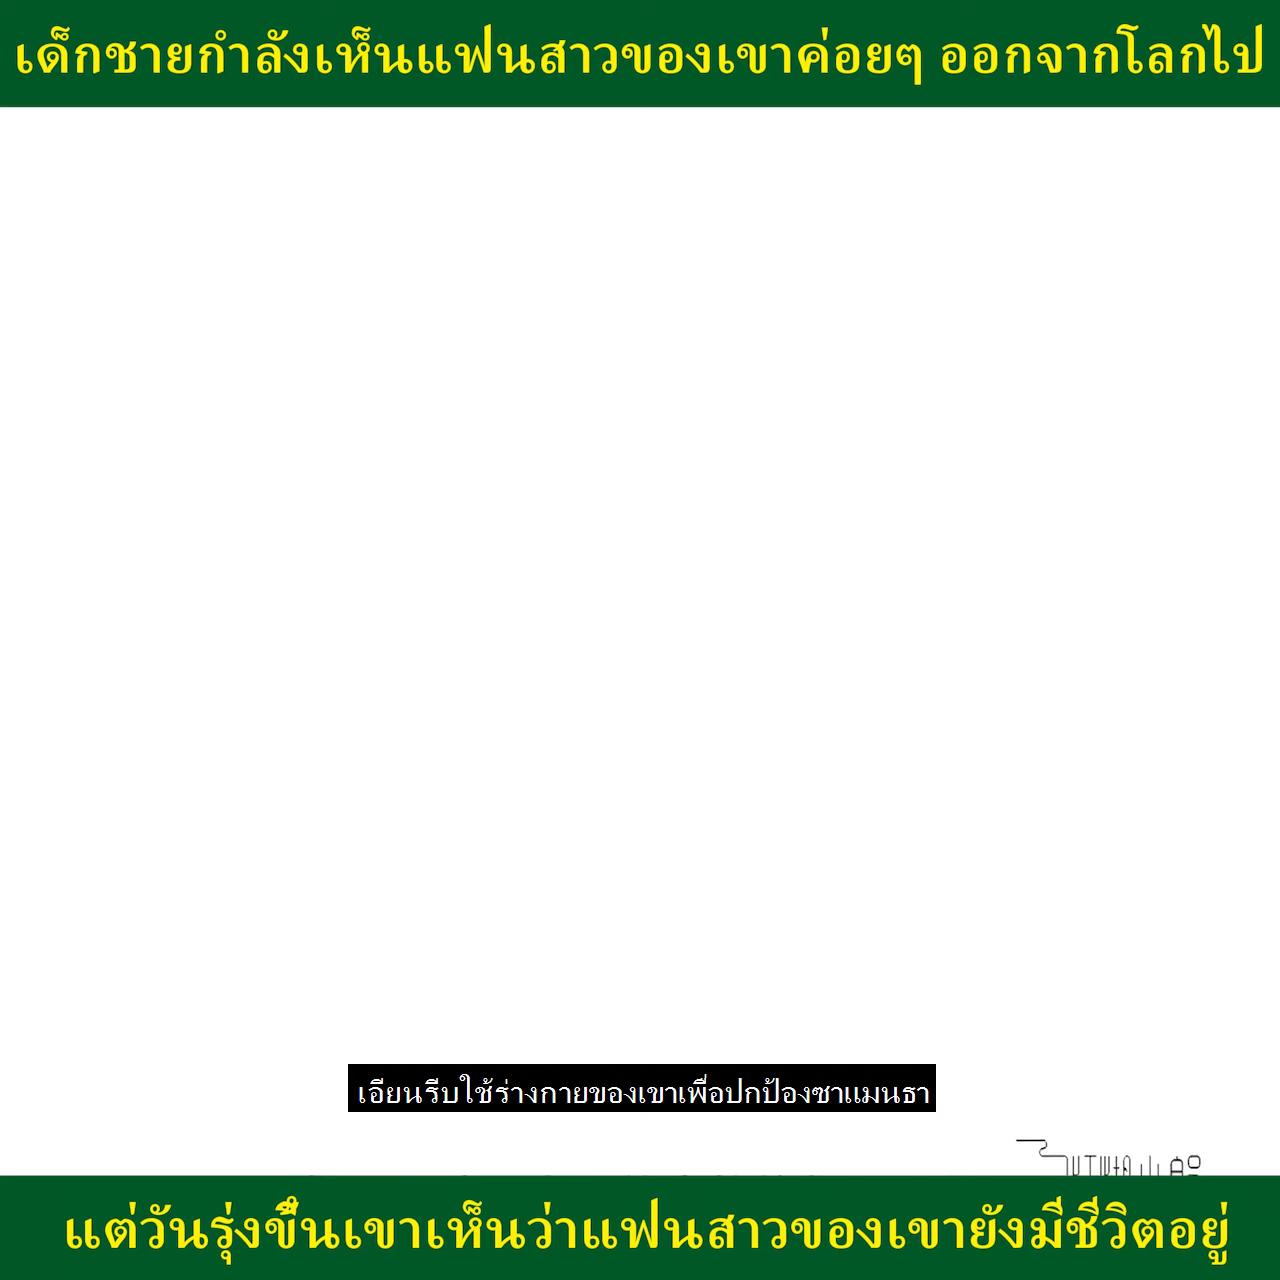 เด็กชายกำลังเห็นแฟนสาวของเขาค่อยๆ ออกจากโลกไป
เอียนรีบใช้ร่างกายของเขาเพื่อปกป้องซาแมนธา
แต่วันรุ่งขึ้นเขาเห็นว่าแฟนสาวของเขายังมีชีวิตอยู่